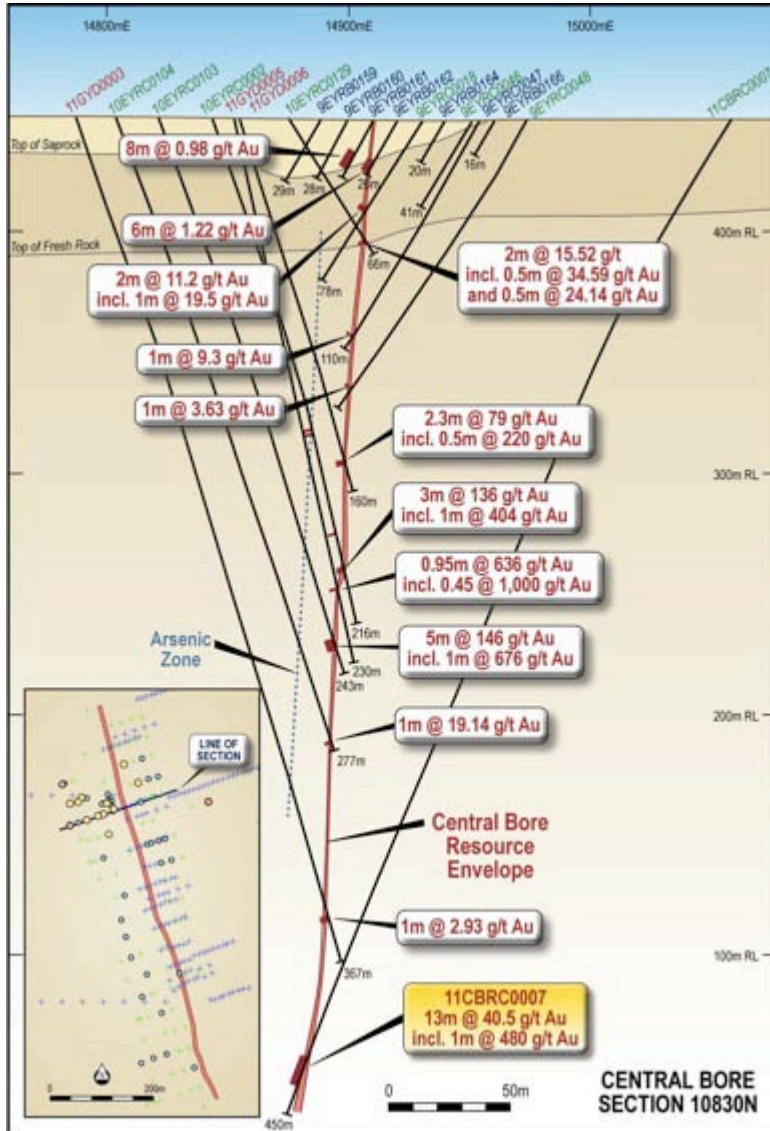 14800mE
14900mE
15000mE
11GYD0003
10EYRC0104
10EYRC0103
10EYRC0002
11GYD0005
11GYD0006
10EYRC0129
9EYRB0159
9EYRB0160
9EYRB0161
9EYRB0162
9EYRC0018
9EYRB0164
9EYRC0047
9EYRB0165
9EYRC0048
11CBRC0007
Top of Saprock
8m @ 0.98 g/t Au
29m
28m
20m
16m
41m
6m @ 1.22 g/t Au
400m RL
Top of Fresh Rock
66m
2m @ 15.52 g/t
incl. 0.5m @ 34.59 g/t Au
and 0.5m @ 24.14 g/t Au
2m @ 11.2 g/t Au
incl. 1m @ 19.5 g/t Au
78m
1m @ 9.3 g/t Au
110m
1m @ 3.63 g/t Au
2.3m @ 79 g/t Au
incl. 0.5m @ 220 g/t Au
300m RL
160m
3m @ 136 g/t Au
incl. 1m @ 404 g/t Au
0.95m @ 636 g/t Au
incl. 0.45 @ 1,000 g/t Au
216m
Arsenic
Zone
230m
243m
5m @ 146 g/t Au
incl. 1m @ 676 g/t Au
200m RL
1m @ 19.14 g/t Au
277m
LINE OF
SECTION
Central Bore
Resource
Envelope
1m @ 2.93 g/t Au
100m RL
367m
11CBRC0007
13m @ 40.5 g/t Au
incl. 1m @ 480 g/t Au
0
200m
0
50m
450m
CENTRAL BORE
SECTION 10830N